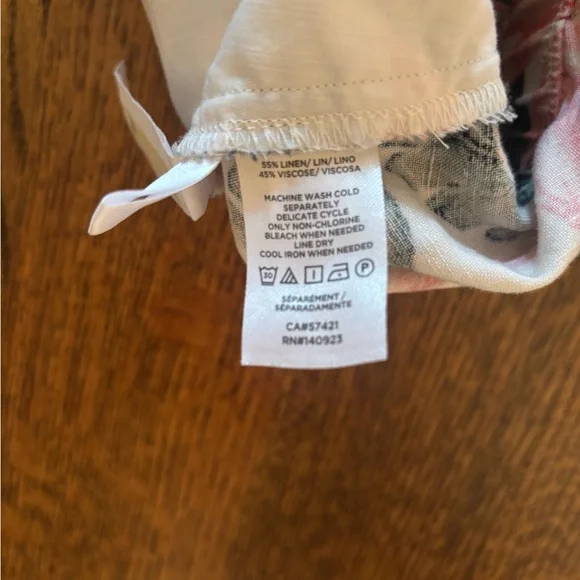 55% LINEN/ LIN/ LINO
45% VISCOSE/ VISCOSA
MACHINE WASH COLD
SEPARATELY
DELICATE CYCLE
ONLY NON-CHLORINE
BLEACH WHEN NEEDED
LINE DRY
COOL IRON WHEN NEEDED
30 P
SÉPARÉMENT /
SEPARADAMENTE
CA#57421
RN#140923